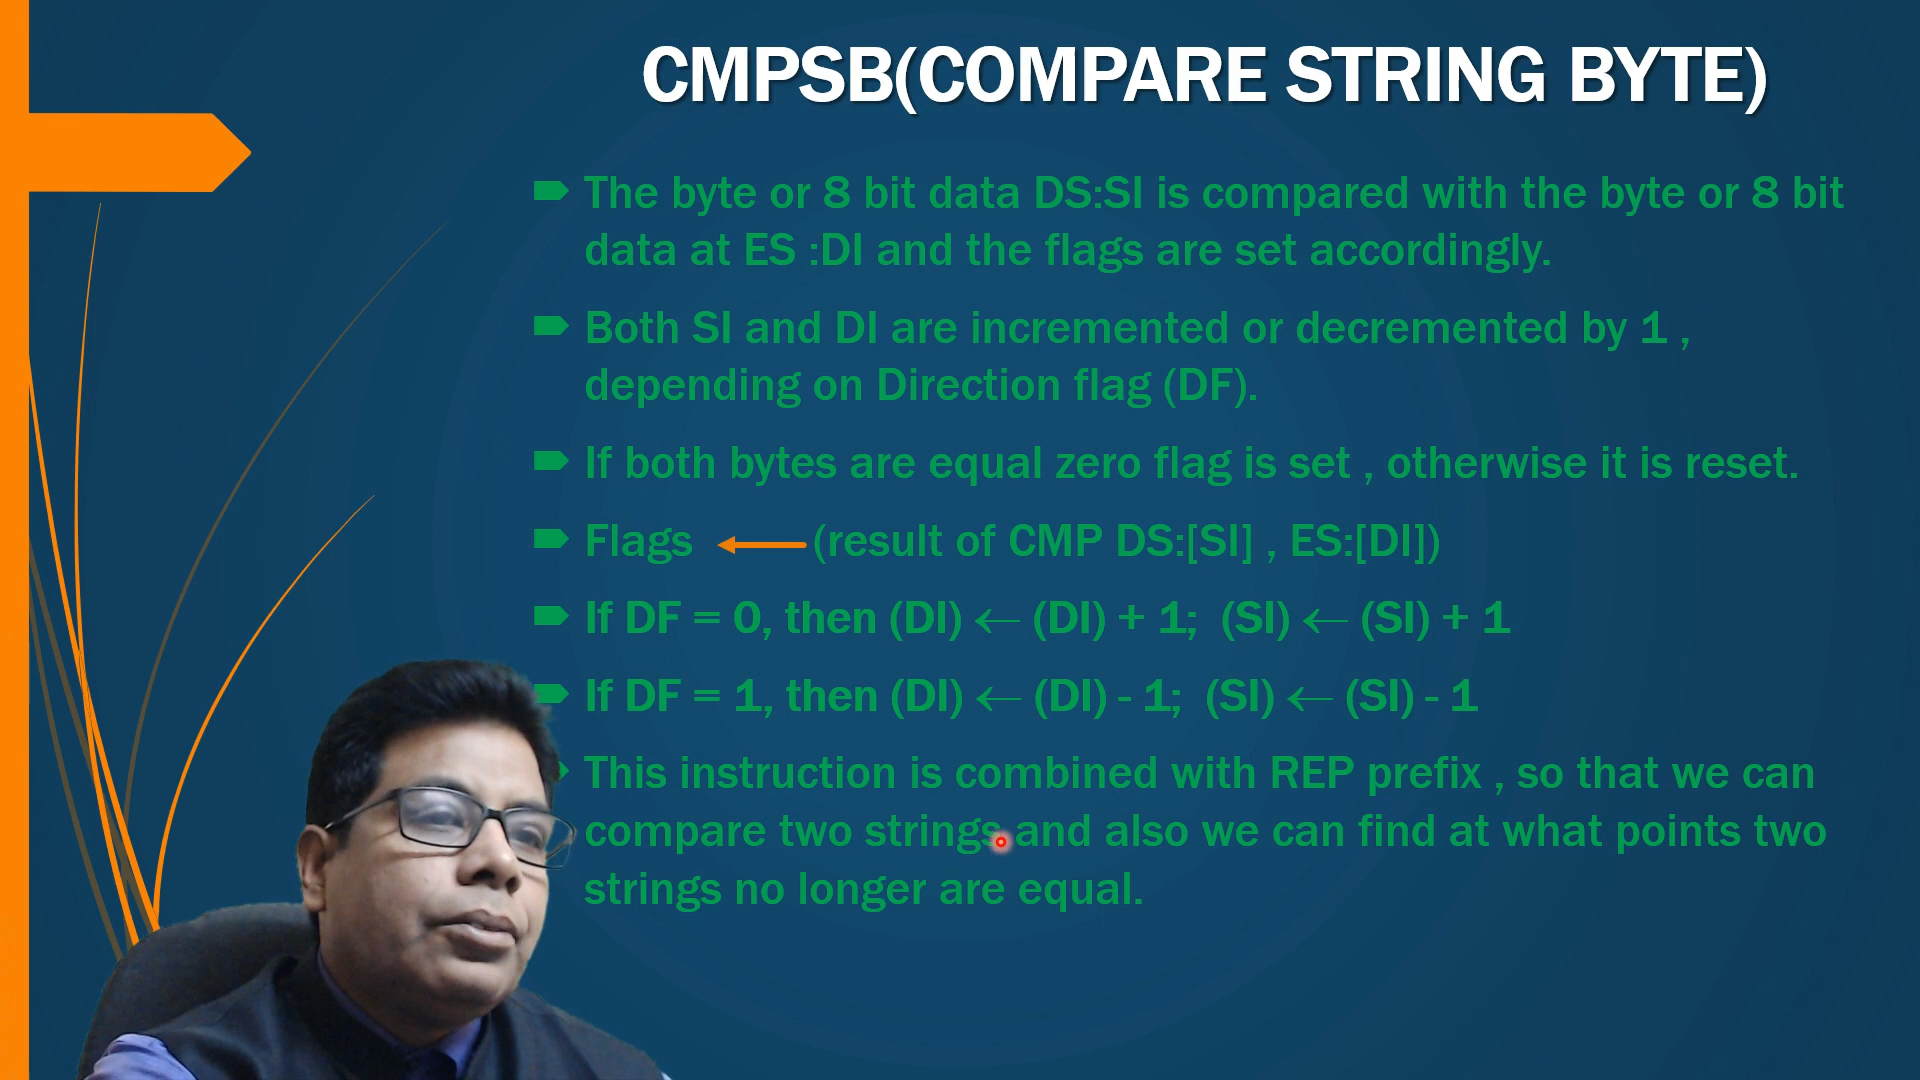 CMPSB(COMPARE STRING BYTE)
The byte or 8 bit data DS:SI is compared with the byte or 8 bit
data at ES :DI and the flags are set accordingly.
Both SI and DI are incremented or decremented by 1 ,
depending on Direction flag (DF).
If both bytes are equal zero flag is set , otherwise it is reset.
Flags ← (result of CMP DS:[SI] , ES:[DI])
If DF = 0, then (DI) ← (DI) + 1; (SI) ← (SI) + 1
If DF = 1, then (DI) ← (DI) - 1; (SI) ← (SI) - 1
This instruction is combined with REP prefix , so that we can
compare two strings and also we can find at what points two
strings no longer are equal.